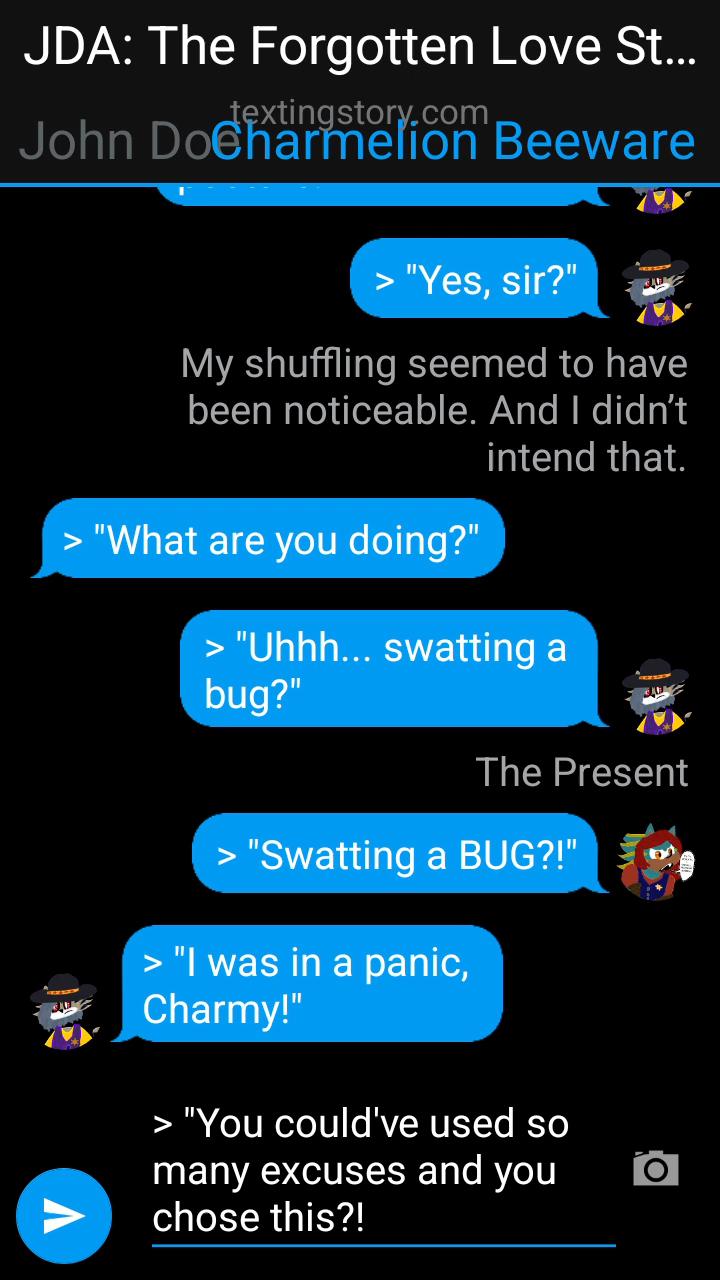 JDA: The Forgotten Love St...
textingstory.com
John Doe
Charmelion Beeware
> "Yes, sir?"
My shuffling seemed to have
been noticeable. And I didn’t
intend that.
> "What are you doing?"
> "Uhhh... swatting a
bug?"
The Present
> "Swatting a BUG?!"
> "I was in a panic,
Charmy!"
> "You could've used so
many excuses and you
chose this?!